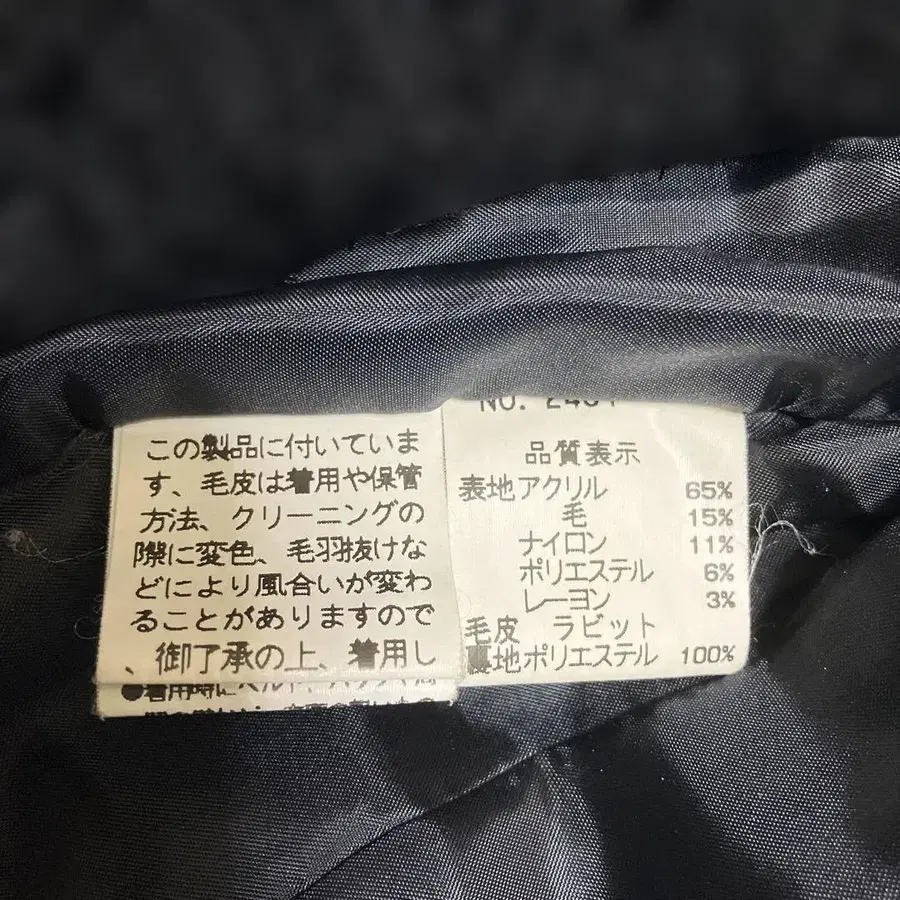 この製品に付いていま
す、毛皮は着用や保管
方法、クリーニングの
際に変色、毛羽抜けな
どにより風合いが変わ
ることがありますので
、御了承の上、着用し
NO.
品質表示
表地アクリル 65%
毛 15%
ナイロン 11%
ポリエステル 6%
レーヨン 3%
毛皮 ラビット
裏地ポリエステル 100%